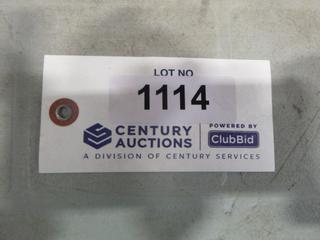 LOT NO
1114
CENTURY AUCTIONS
POWERED BY
ClubBid
A DIVISION OF CENTURY SERVICES